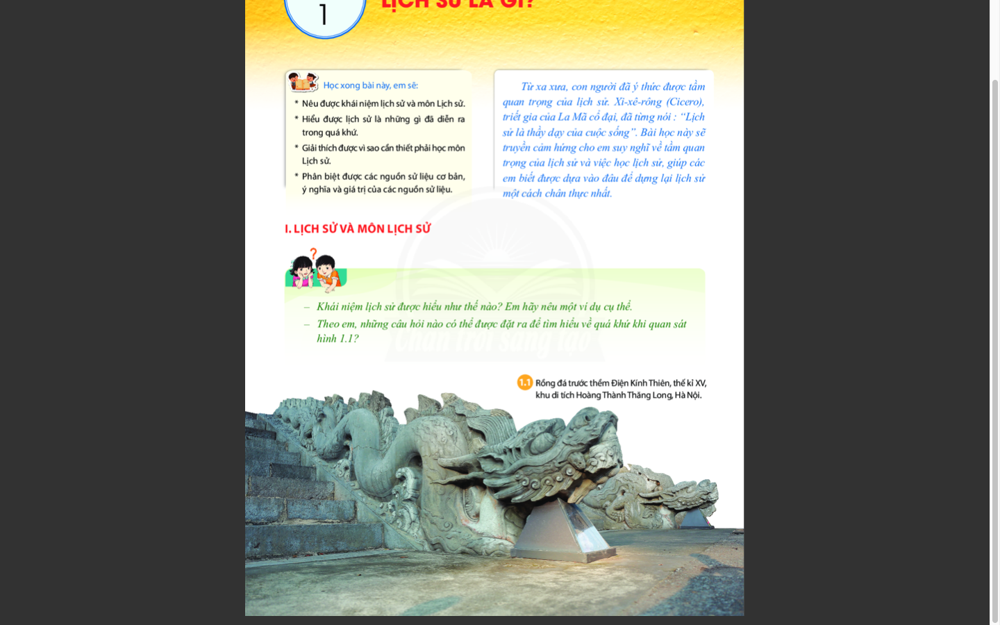 1
LỊCH SỬ LÀ GÌ?
Học xong bài này, em sẽ:
* Nêu được khái niệm lịch sử và môn Lịch sử.
* Hiểu được lịch sử là những gì đã diễn ra
trong quá khứ.
* Giải thích được vì sao cần thiết phải học môn
Lịch sử.
* Phân biệt được các nguồn sử liệu cơ bản,
ý nghĩa và giá trị của các nguồn sử liệu.
Từ xa xưa, con người đã ý thức được tầm
quan trọng của lịch sử. Xi-xê-rông (Cicero),
triết gia của La Mã cổ đại, đã từng nói : “Lịch
sử là thầy dạy của cuộc sống”. Bài học này sẽ
truyền cảm hứng cho em suy nghĩ về tầm quan
trọng của lịch sử và việc học lịch sử, giúp các
em biết được dựa vào đâu để dựng lại lịch sử
một cách chân thực nhất.
I. LỊCH SỬ VÀ MÔN LỊCH SỬ
?
– Khái niệm lịch sử được hiểu như thế nào? Em hãy nêu một ví dụ cụ thể.
– Theo em, những câu hỏi nào có thể được đặt ra để tìm hiểu về quá khứ khi quan sát
hình 1.1?
Chân trời sáng tạo
1.1 Rồng đá trước thềm Điện Kính Thiên, thế kỉ XV,
khu di tích Hoàng Thành Thăng Long, Hà Nội.